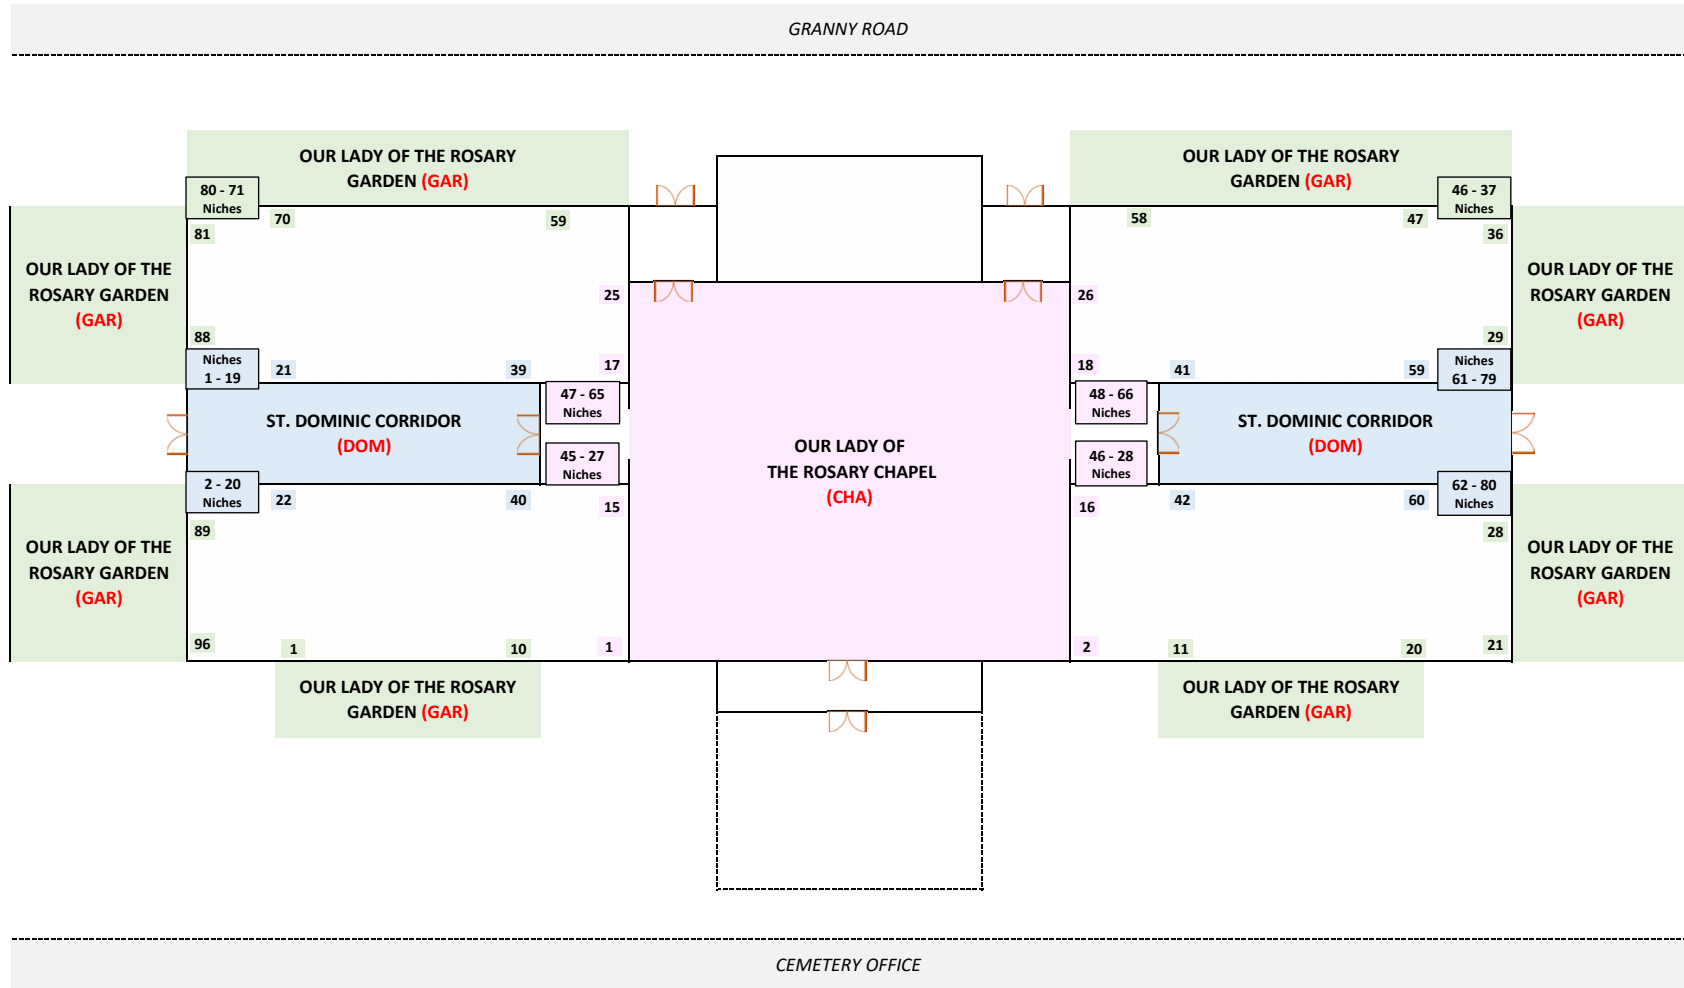 GRANNY ROAD
OUR LADY OF THE ROSARY
GARDEN (GAR)
OUR LADY OF THE ROSARY
GARDEN (GAR)
80 - 71
Niches
46 - 37
Niches
70
59
58
47
81
36
OUR LADY OF THE
ROSARY GARDEN
(GAR)
25
26
OUR LADY OF THE
ROSARY GARDEN
(GAR)
88
29
Niches
1 - 19
21
39
17
18
41
59
Niches
61 - 79
47 - 65
Niches
48 - 66
Niches
ST. DOMINIC CORRIDOR
(DOM)
OUR LADY OF
THE ROSARY CHAPEL
(CHA)
ST. DOMINIC CORRIDOR
(DOM)
45 - 27
Niches
46 - 28
Niches
2 - 20
Niches
22
40
15
16
42
60
62 - 80
Niches
89
28
OUR LADY OF THE
ROSARY GARDEN
(GAR)
OUR LADY OF THE
ROSARY GARDEN
(GAR)
96
1
10
1
2
11
20
21
OUR LADY OF THE ROSARY
GARDEN (GAR)
OUR LADY OF THE ROSARY
GARDEN (GAR)
CEMETERY OFFICE